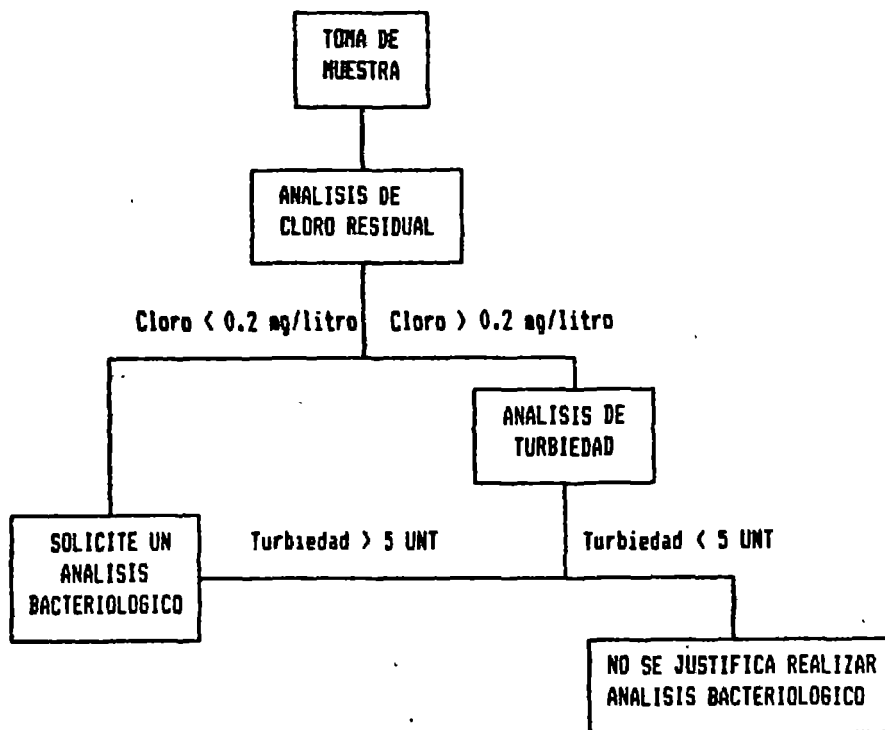 TOMA DE
MUESTRA
ANALISIS DE
CLORO RESIDUAL
Cloro < 0.2 mg/litro
Cloro > 0.2 mg/litro
ANALISIS DE
TURBIEDAD
SOLICITE UN
ANALISIS
BACTERIOLOGICO
Turbiedad > 5 UNT
Turbiedad < 5 UNT
NO SE JUSTIFICA REALIZAR
ANALISIS BACTERIOLOGICO